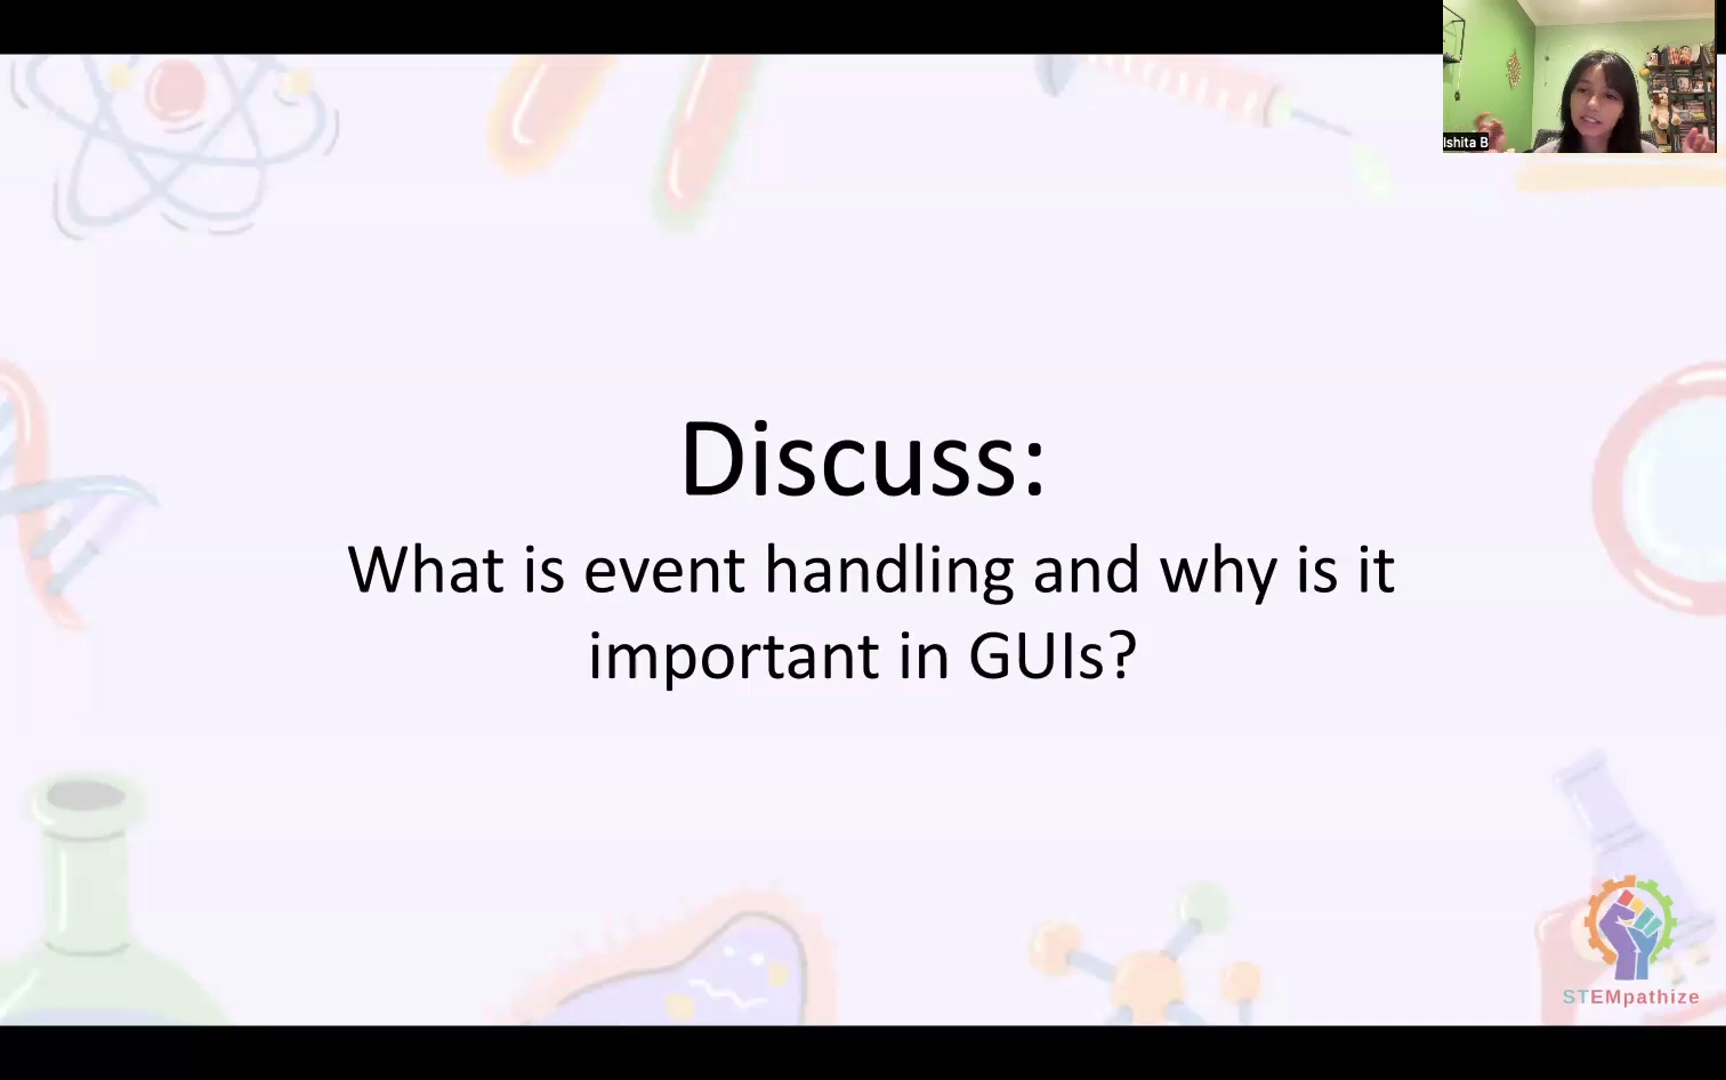 Ishita B
Discuss:
What is event handling and why is it
important in GUIs?
STEMpathize